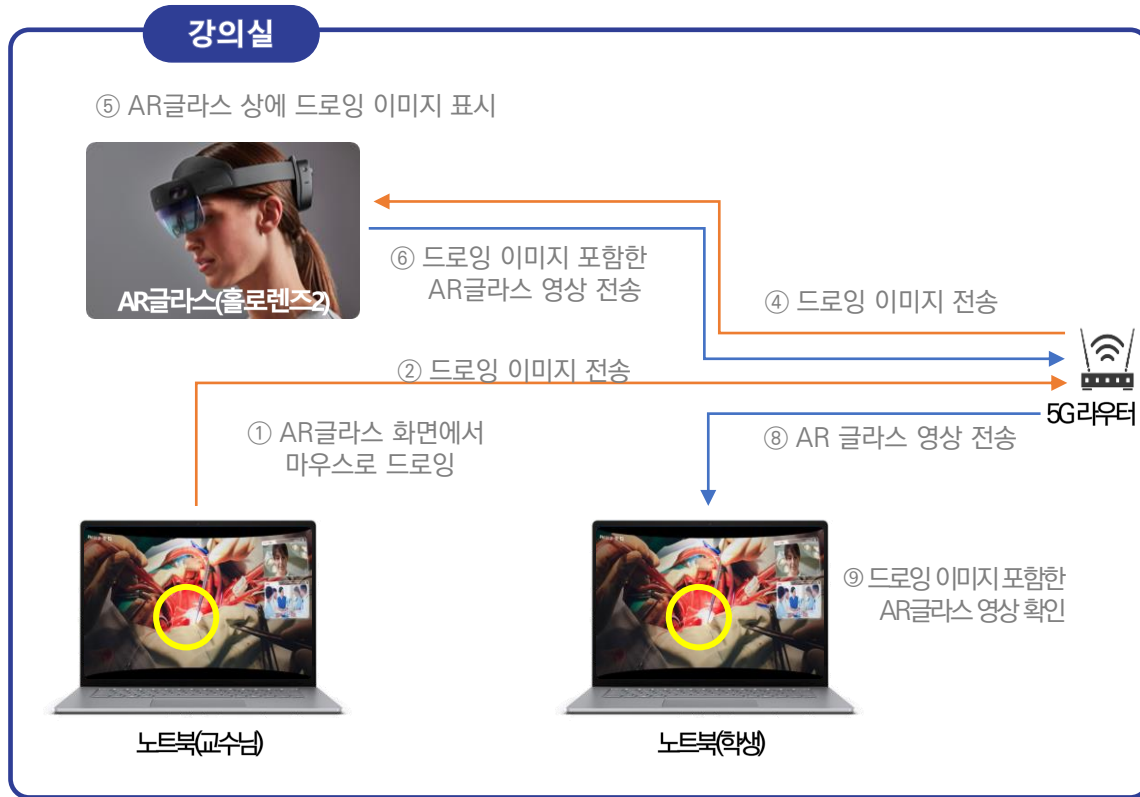 강의실
⑤ AR글라스 상에 드로잉 이미지 표시
AR글라스(홀로렌즈2)
⑥ 드로잉 이미지 포함한
AR글라스 영상 전송
④ 드로잉 이미지 전송
② 드로잉 이미지 전송
5G 라우터
① AR글라스 화면에서
마우스로 드로잉
⑧ AR 글라스 영상 전송
⑨ 드로잉 이미지 포함한
AR글라스 영상 확인
노트북(교수님)
노트북(학생)